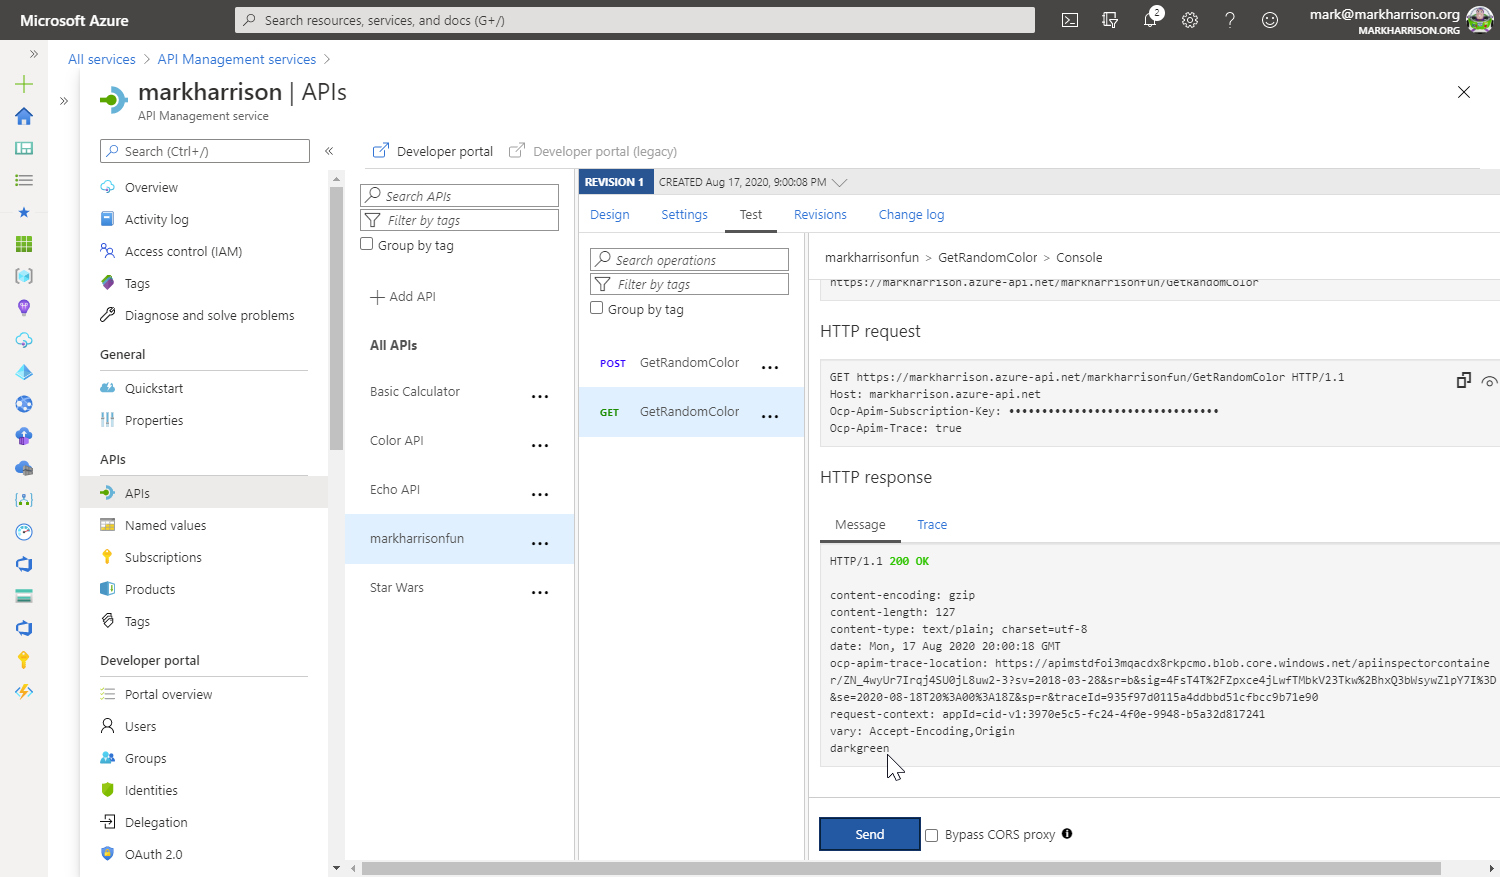 Microsoft Azure
Search resources, services, and docs (G+/)
2
mark@markharrison.org
MARKHARRISON.ORG
All services > API Management services >
markharrison | APIs
API Management service
Search (Ctrl+/)
Overview
Activity log
Access control (IAM)
Tags
Diagnose and solve problems
General
Quickstart
Properties
APIs
APIs
Named values
Subscriptions
Products
Tags
Developer portal
Portal overview
Users
Groups
Identities
Delegation
OAuth 2.0
Developer portal
Developer portal (legacy)
Search APIs
Filter by tags
Group by tag
Add API
All APIs
Basic Calculator ...
Color API ...
Echo API ...
markharrisonfun ...
Star Wars ...
REVISION 1 CREATED Aug 17, 2020, 9:00:08 PM
Design Settings Test Revisions Change log
Search operations
Filter by tags
Group by tag
POST GetRandomColor ...
GET GetRandomColor ...
markharrisonfun > GetRandomColor > Console
https://markharrison.azure-api.net/markharrisonfun/GetRandomColor
HTTP request
GET https://markharrison.azure-api.net/markharrisonfun/GetRandomColor HTTP/1.1
Host: markharrison.azure-api.net
Ocp-Apim-Subscription-Key: ••••••••••••••••••••••••••••••••
Ocp-Apim-Trace: true
HTTP response
Message Trace
HTTP/1.1 200 OK
content-encoding: gzip
content-length: 127
content-type: text/plain; charset=utf-8
date: Mon, 17 Aug 2020 20:00:18 GMT
ocp-apim-trace-location: https://apimstdfoi3mqacdx8rkpcmo.blob.core.windows.net/apiinspectorcontaine
r/ZN_4wyUr7Irqj4SU0jL8uw2-3?sv=2018-03-28&sr=b&sig=4FsT4T%2FZpxce4jLwfTMbkV23Tkw%2BhxQ3bWsywZlpY7I%3D
&se=2020-08-18T20%3A00%3A18Z&sp=r&traceId=935f97d0115a4ddbbd51cfbcc9b71e90
request-context: appId=cid-v1:3970e5c5-fc24-4f0e-9948-b5a32d817241
vary: Accept-Encoding,Origin
darkgreen
Send
Bypass CORS proxy